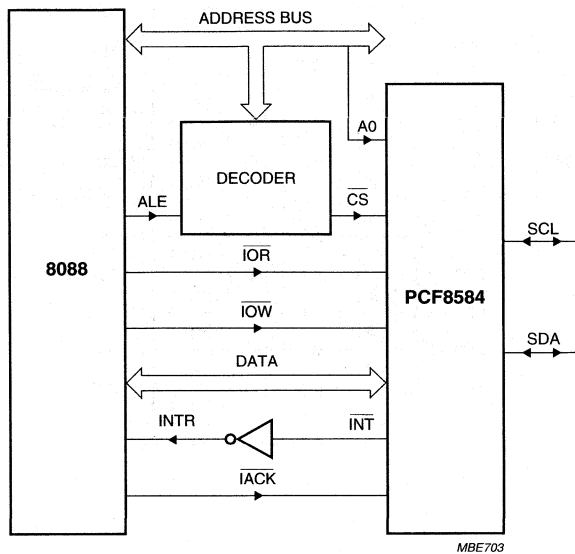 ADDRESS BUS
A0
DECODER
ALE
CS
SCL
IOR
8088
PCF8584
IOW
SDA
DATA
INTR
INT
IACK
MBE703